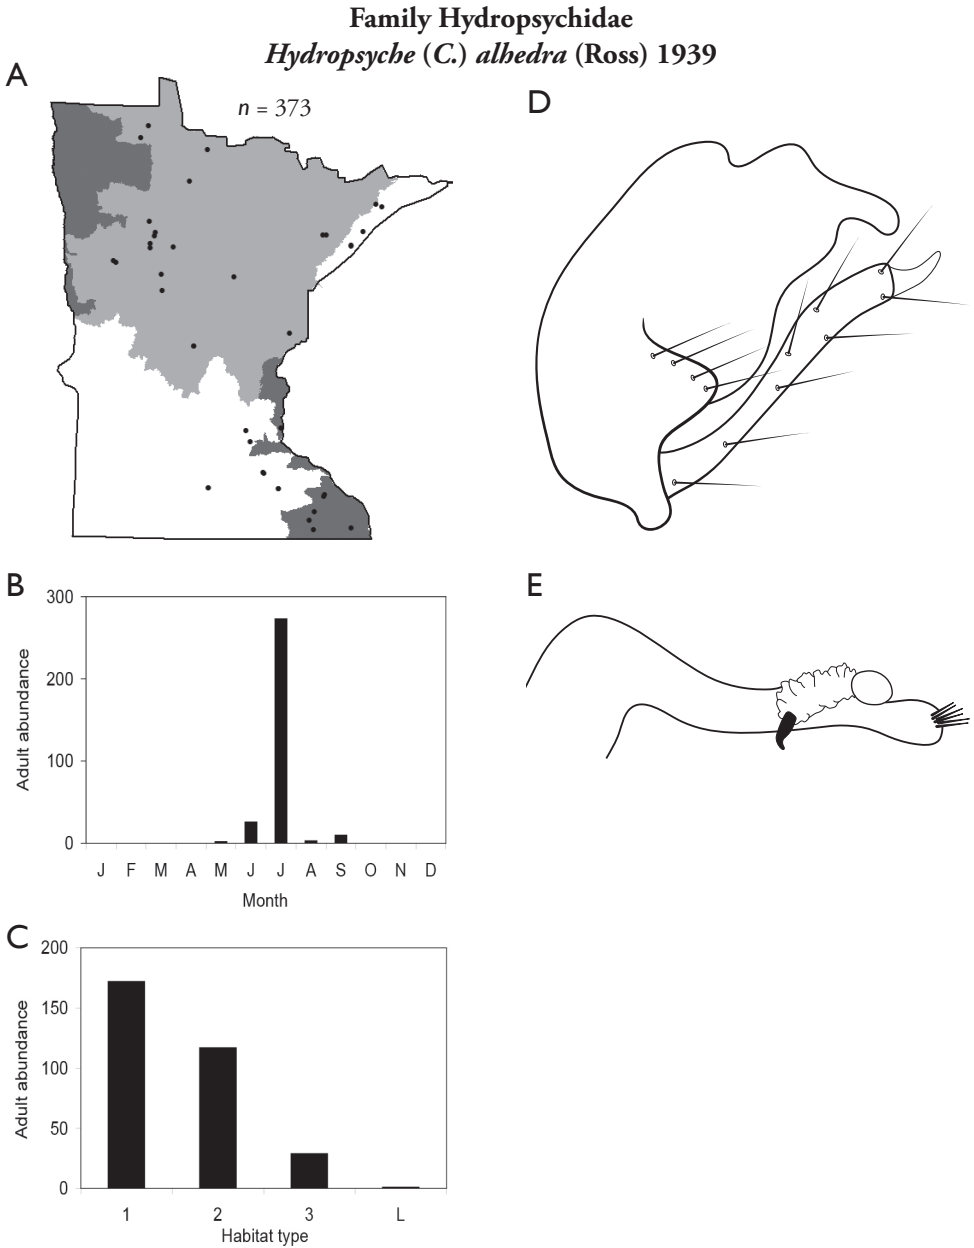 Family Hydropsychidae
Hydropsyche (C.) alhedra (Ross) 1939
A
n = 373
D
B
300
200
100
0
Adult abundance
J F M A M J J A S O N D
Month
E
C
200
150
100
50
0
Adult abundance
1 2 3 L
Habitat type